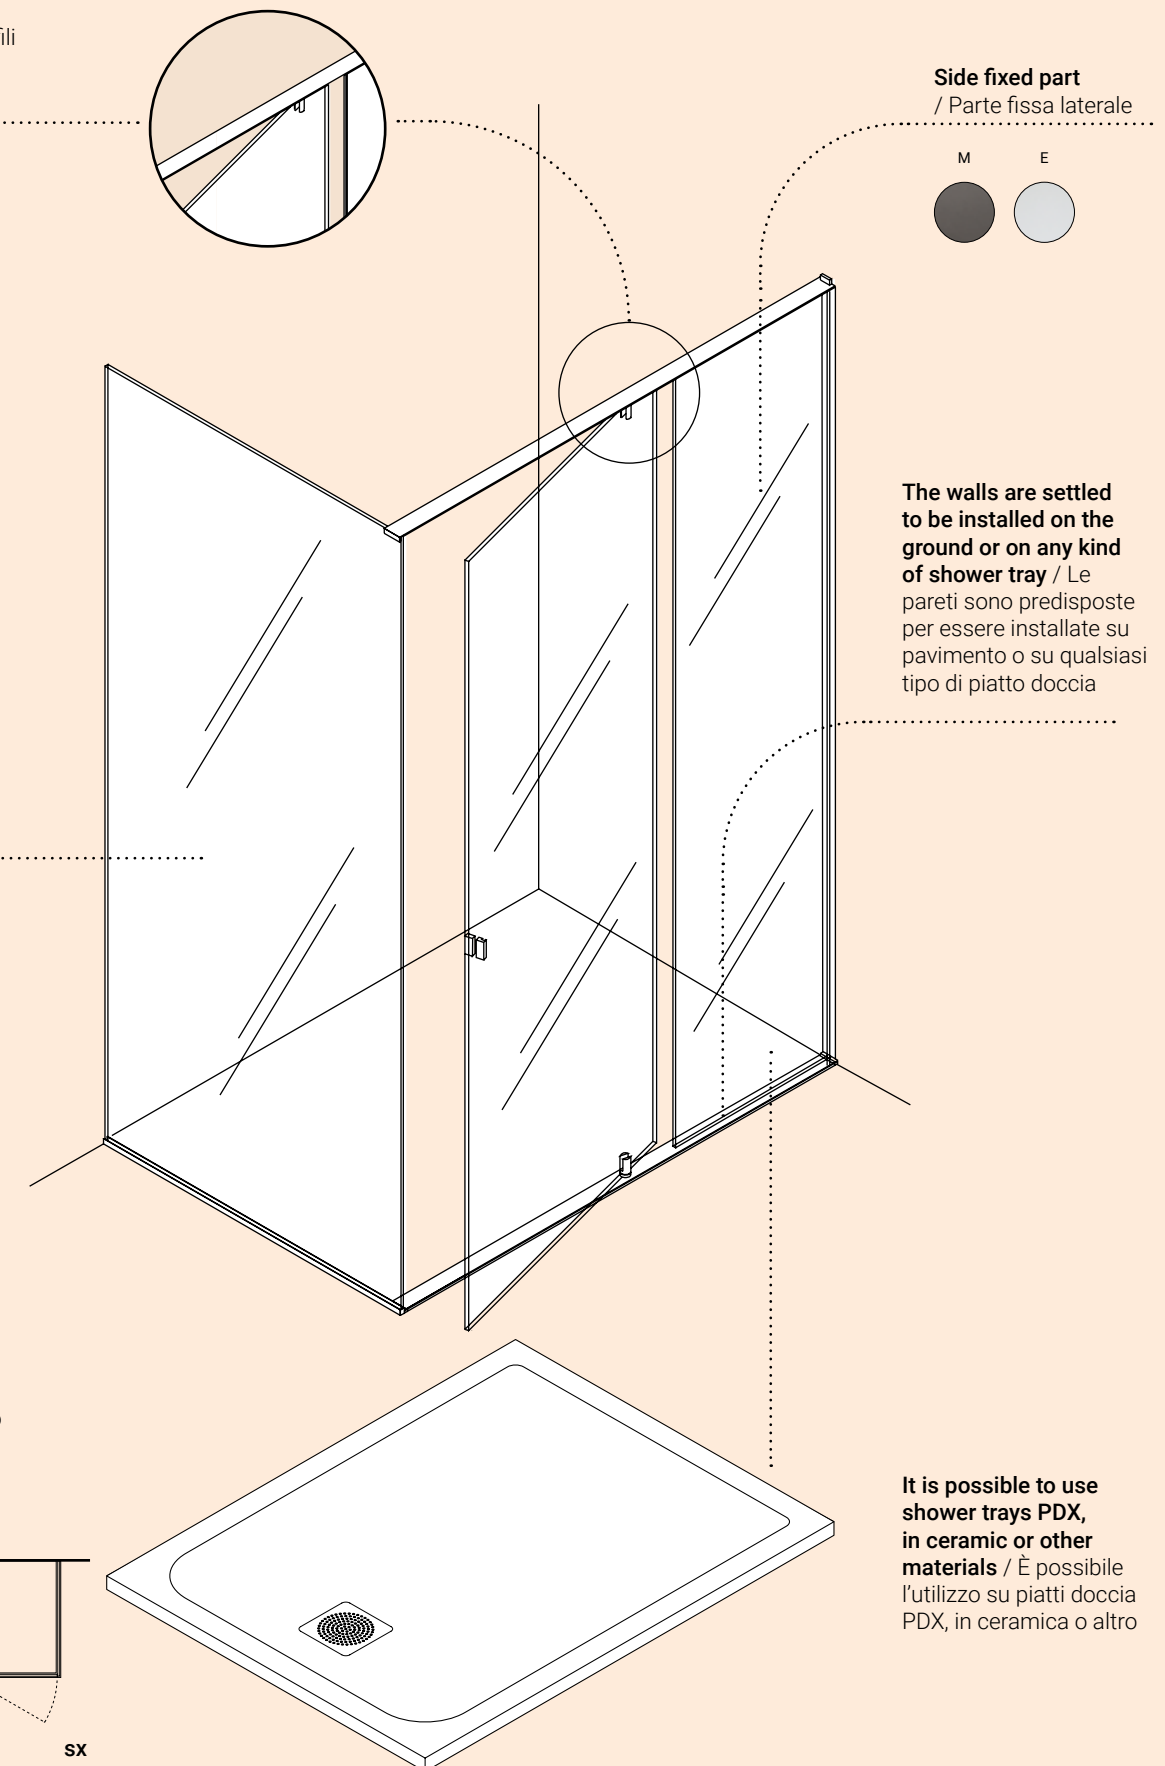 Side fixed part
/ Parte fissa laterale
M E
The walls are settled
to be installed on the
ground or on any kind
of shower tray / Le
pareti sono predisposte
per essere installate su
pavimento o su qualsiasi
tipo di piatto doccia
It is possible to use
shower trays PDX,
in ceramic or other
materials / È possibile
l’utilizzo su piatti doccia
PDX, in ceramica o altro
SX